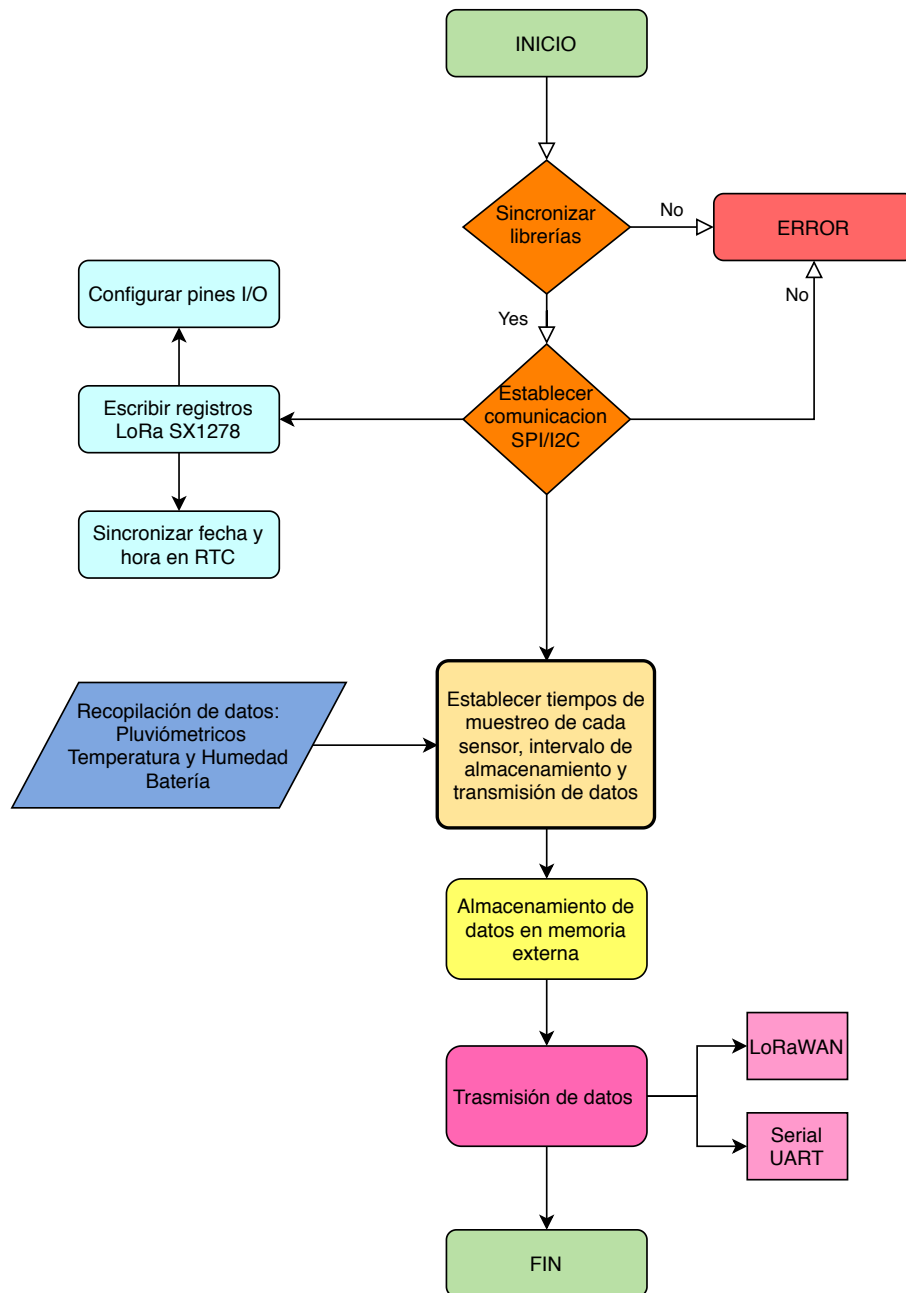 INICIO
Sincronizar
librerías
No
ERROR
Yes
No
Configurar pines I/O
Establecer
comunicacion
SPI/I2C
Escribir registros
LoRa SX1278
Sincronizar fecha y
hora en RTC
Recopilación de datos:
Pluviómetricos
Temperatura y Humedad
Batería
Establecer tiempos de
muestreo de cada
sensor, intervalo de
almacenamiento y
transmisión de datos
Almacenamiento de
datos en memoria
externa
Trasmisión de datos
LoRaWAN
Serial
UART
FIN